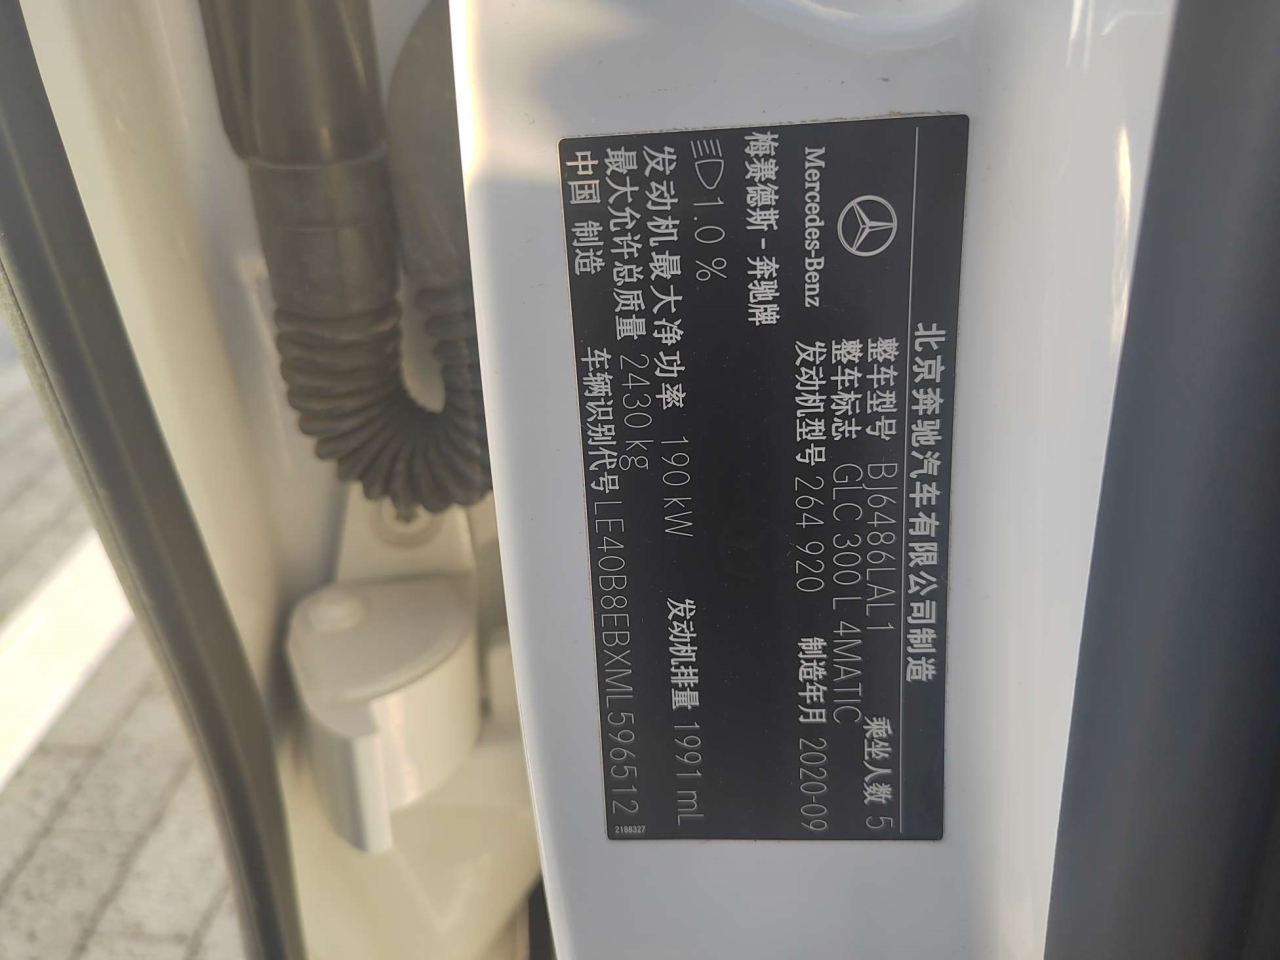 北京奔驰汽车有限公司制造
整车型号 BJ6486LAL1 乘坐人数 5
整车标志 GLC 300 L 4MATIC
Mercedes-Benz 发动机型号 264 920 制造年月 2020-09
梅赛德斯-奔驰牌
1.0 %
发动机最大净功率 190 kW 发动机排量 1991 mL
最大允许总质量 2430 kg
中国 制造 车辆识别代号 LE40B8EBXML596512
2188327